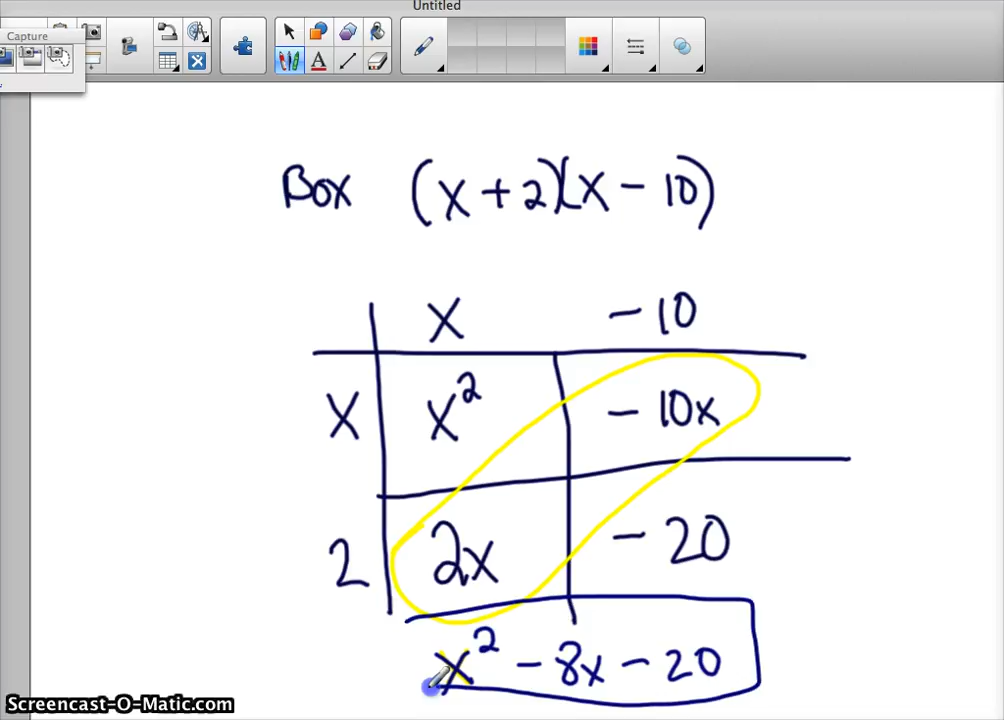 Untitled
Capture
A
Box (x + 2)(x - 10)
x - 10
x x² - 10x
2 2x - 20
x² - 8x - 20
Screencast-O-Matic.com